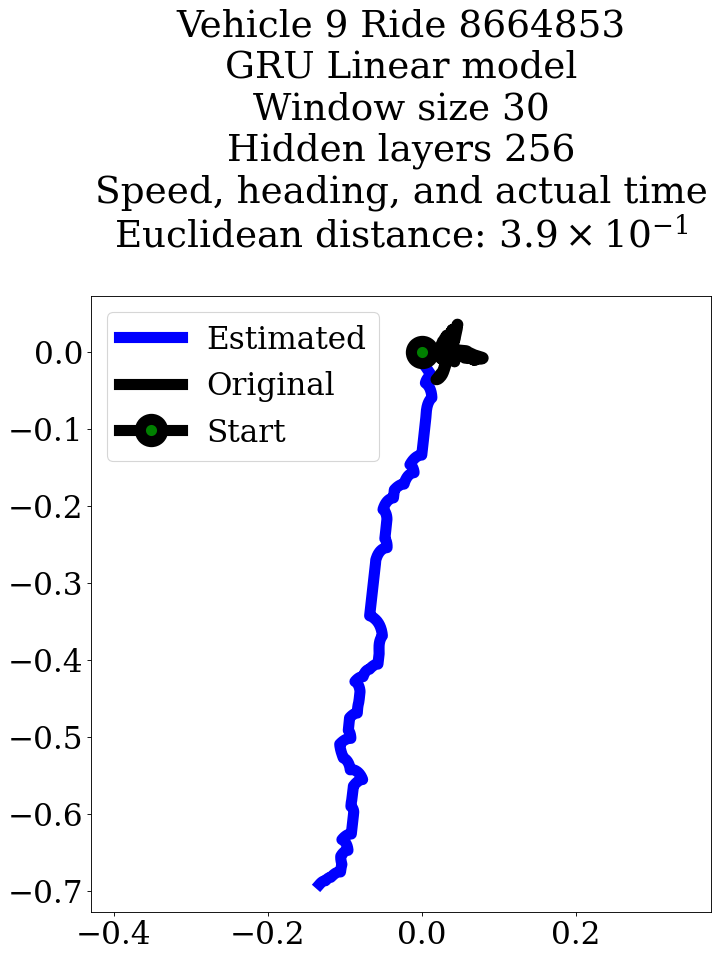 Vehicle 9 Ride 8664853
GRU Linear model
Window size 30
Hidden layers 256
Speed, heading, and actual time
Euclidean distance: 3.9 × 10⁻¹
Estimated
Original
Start
0.0
−0.1
−0.2
−0.3
−0.4
−0.5
−0.6
−0.7
−0.4 −0.2 0.0 0.2